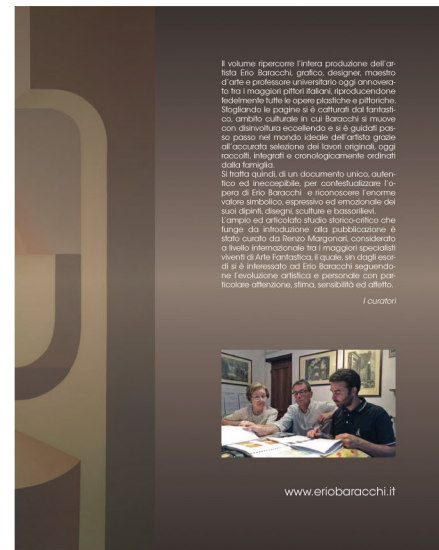 Il volume ripercorre l'intera produzione dell'ar-
tista Erio Baracchi, grafico, designer, maestro
d'arte e professore universitario oggi annovera-
to tra i maggiori pittori italiani, riproducendone
fedelmente tutte le opere plastiche e pittoriche.
Sfogliando le pagine si è catturati dal fantasti-
co, ambito culturale in cui Baracchi si muove
con disinvoltura eccellendo e si è guidati pas-
so passo nel mondo ideale dell'artista grazie
all'accurata selezione dei lavori originali, oggi
raccolti, integrati e cronologicamente ordinati
dalla famiglia.
Si tratta quindi, di un documento unico, auten-
tico ed ineccepibile, per contestualizzare l'o-
pera di Erio Baracchi e riconoscere l'enorme
valore simbolico, espressivo ed emozionale dei
suoi dipinti, disegni, sculture e bassorilievi.
L'ampio ed articolato studio storico-critico che
funge da introduzione alla pubblicazione è
stato curato da Renzo Margonari, considerato
a livello internazionale tra i maggiori specialisti
viventi di Arte Fantastica, il quale, sin dagli esor-
di si è interessato ad Erio Baracchi seguendo-
ne l'evoluzione artistica e personale con par-
ticolare attenzione, stima, sensibilità ed affetto.
I curatori
www.eriobaracchi.it